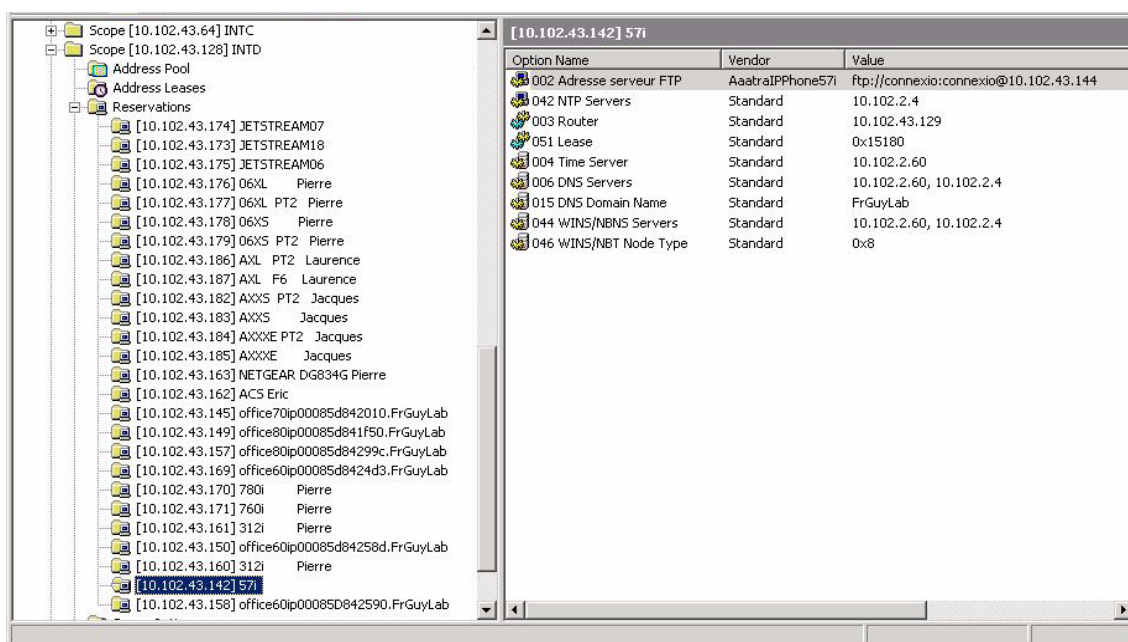 Scope [10.102.43.64] INTC
Scope [10.102.43.128] INTD
Address Pool
Address Leases
Reservations
[10.102.43.174] JETSTREAM07
[10.102.43.173] JETSTREAM18
[10.102.43.175] JETSTREAM06
[10.102.43.176] 06XL Pierre
[10.102.43.177] 06XL PT2 Pierre
[10.102.43.178] 06XS Pierre
[10.102.43.179] 06XS PT2 Pierre
[10.102.43.186] AXL PT2 Laurence
[10.102.43.187] AXL F6 Laurence
[10.102.43.182] AXXS PT2 Jacques
[10.102.43.183] AXXS Jacques
[10.102.43.184] AXXXE PT2 Jacques
[10.102.43.185] AXXXE Jacques
[10.102.43.163] NETGEAR DG834G Pierre
[10.102.43.162] ACS Eric
[10.102.43.145] office70ip00085d842010.FrGuyLab
[10.102.43.149] office80ip00085d841f50.FrGuyLab
[10.102.43.157] office80ip00085d84299c.FrGuyLab
[10.102.43.169] office60ip00085d8424d3.FrGuyLab
[10.102.43.170] 780i Pierre
[10.102.43.171] 760i Pierre
[10.102.43.161] 312i Pierre
[10.102.43.150] office60ip00085d84258d.FrGuyLab
[10.102.43.160] 312i Pierre
[10.102.43.142] 57i
[10.102.43.158] office60ip00085D842590.FrGuyLab
[10.102.43.142] 57i
Option Name Vendor Value
002 Adresse serveur FTP AaatraIPPhone57i ftp://connexio:connexio@10.102.43.144
042 NTP Servers Standard 10.102.2.4
003 Router Standard 10.102.43.129
051 Lease Standard 0x15180
004 Time Server Standard 10.102.2.60
006 DNS Servers Standard 10.102.2.60, 10.102.2.4
015 DNS Domain Name Standard FrGuyLab
044 WINS/NBNS Servers Standard 10.102.2.60, 10.102.2.4
046 WINS/NBT Node Type Standard 0x8